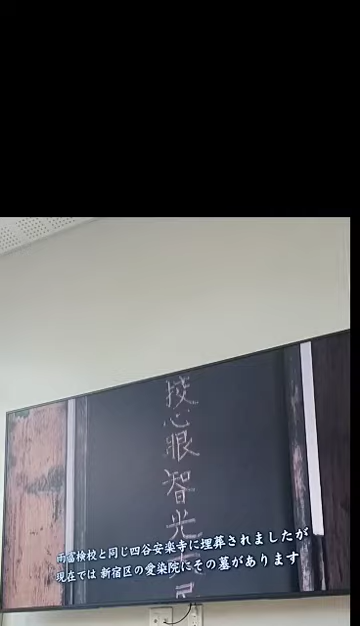 挍心眼智光大
雨富検校と同じ四谷安楽寺に埋葬されましたが
現在では 新宿区の愛染院にその墓があります